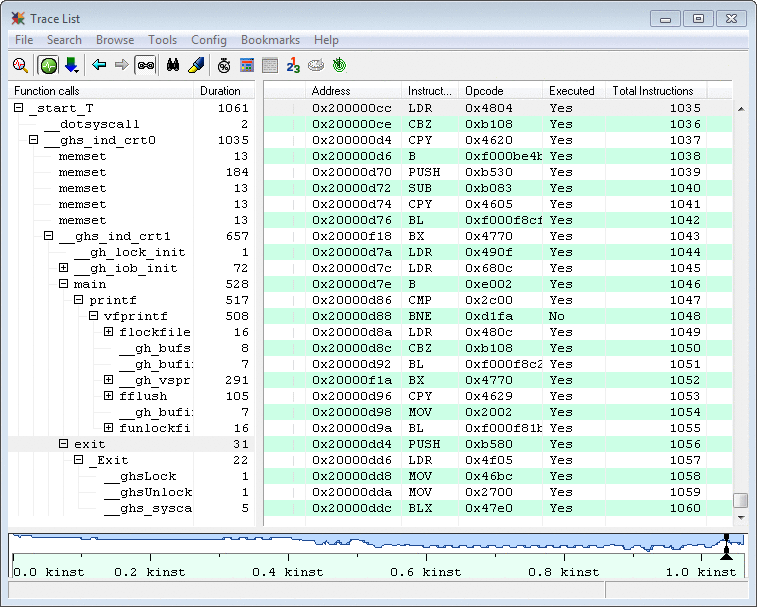 Trace List
File Search Browse Tools Config Bookmarks Help
Function calls Duration
_start_T 1061
__dotsyscall 2
__ghs_ind_crt0 1035
memset 13
memset 184
memset 13
memset 13
memset 13
__ghs_ind_crt1 657
__gh_lock_init 1
__gh_iob_init 72
main 528
printf 517
vfprintf 508
flockfile 16
__gh_bufs 8
__gh_bufi 7
__gh_vspr 291
fflush 105
__gh_bufi 7
funlockfi 16
exit 31
_Exit 22
__ghsLock 1
__ghsUnlock 1
__ghs_sysca 5
Address Instruct... Opcode Executed Total Instructions
0x200000cc LDR 0x4804 Yes 1035
0x200000ce CBZ 0xb108 Yes 1036
0x200000d4 CPY 0x4620 Yes 1037
0x200000d6 B 0xf000be4b Yes 1038
0x20000d70 PUSH 0xb530 Yes 1039
0x20000d72 SUB 0xb083 Yes 1040
0x20000d74 CPY 0x4605 Yes 1041
0x20000d76 BL 0xf000f8cf Yes 1042
0x20000f18 BX 0x4770 Yes 1043
0x20000d7a LDR 0x490f Yes 1044
0x20000d7c LDR 0x680c Yes 1045
0x20000d7e B 0xe002 Yes 1046
0x20000d86 CMP 0x2c00 Yes 1047
0x20000d88 BNE 0xd1fa No 1048
0x20000d8a LDR 0x480c Yes 1049
0x20000d8c CBZ 0xb108 Yes 1050
0x20000d92 BL 0xf000f8c2 Yes 1051
0x20000f1a BX 0x4770 Yes 1052
0x20000d96 CPY 0x4629 Yes 1053
0x20000d98 MOV 0x2002 Yes 1054
0x20000d9a BL 0xf000f81b Yes 1055
0x20000dd4 PUSH 0xb580 Yes 1056
0x20000dd6 LDR 0x4f05 Yes 1057
0x20000dd8 MOV 0x46bc Yes 1058
0x20000dda MOV 0x2700 Yes 1059
0x20000ddc BLX 0x47e0 Yes 1060
0.0 kinst 0.2 kinst 0.4 kinst 0.6 kinst 0.8 kinst 1.0 kinst